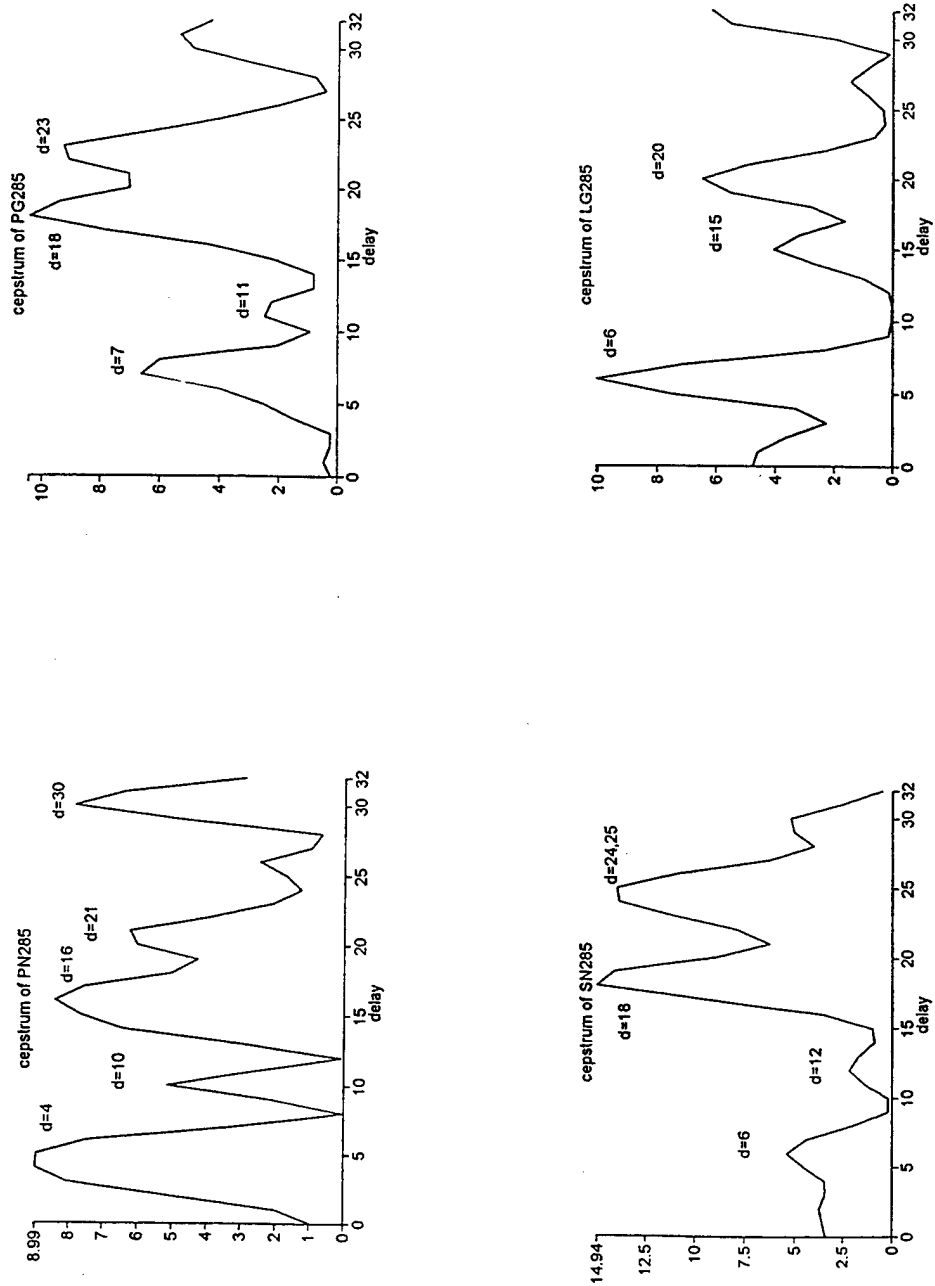 cepstrum of PN285
8.99
8
7
6
5
4
3
2
1
0
d=4
d=10
d=16
d=21
d=30
0 5 10 15 20 25 30 32
delay
cepstrum of PG285
10
8
6
4
2
0
d=7
d=11
d=18
d=23
0 5 10 15 20 25 30 32
delay
cepstrum of SN285
14.94
12.5
10
7.5
5
2.5
0
d=6
d=12
d=18
d=24,25
0 5 10 15 20 25 30 32
delay
cepstrum of LG285
10
8
6
4
2
0
d=6
d=15
d=20
0 5 10 15 20 25 30 32
delay